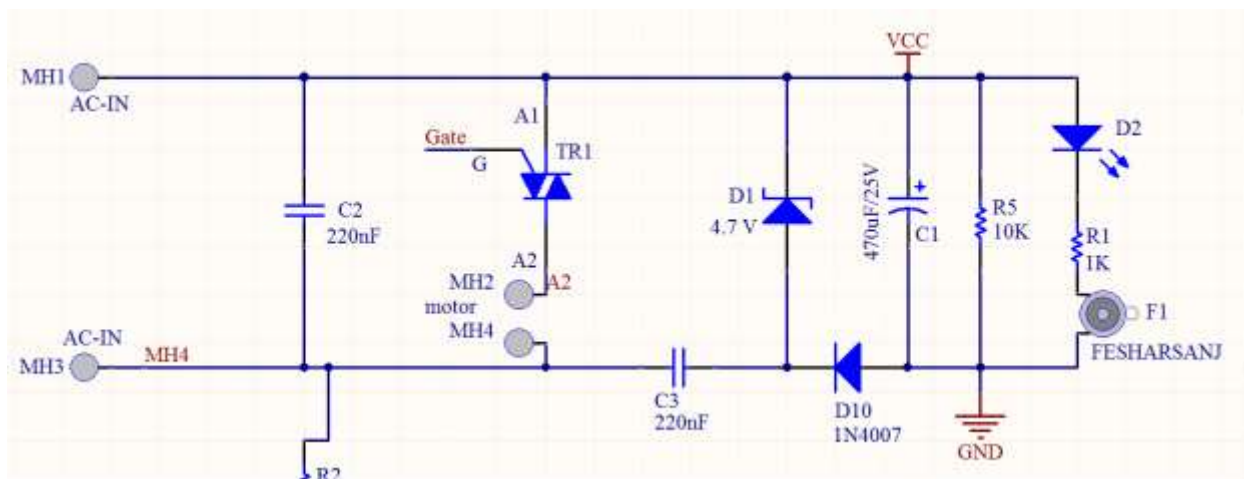 VCC
MH1
AC-IN
A1
Gate
G
TR1
D2
C2
220nF
D1
4.7 V
470uF/25V
C1
R5
10K
R1
1K
A2
A2
MH2
motor
MH4
F1
FESHARSANJ
AC-IN
MH3
MH4
C3
220nF
D10
1N4007
GND
R2